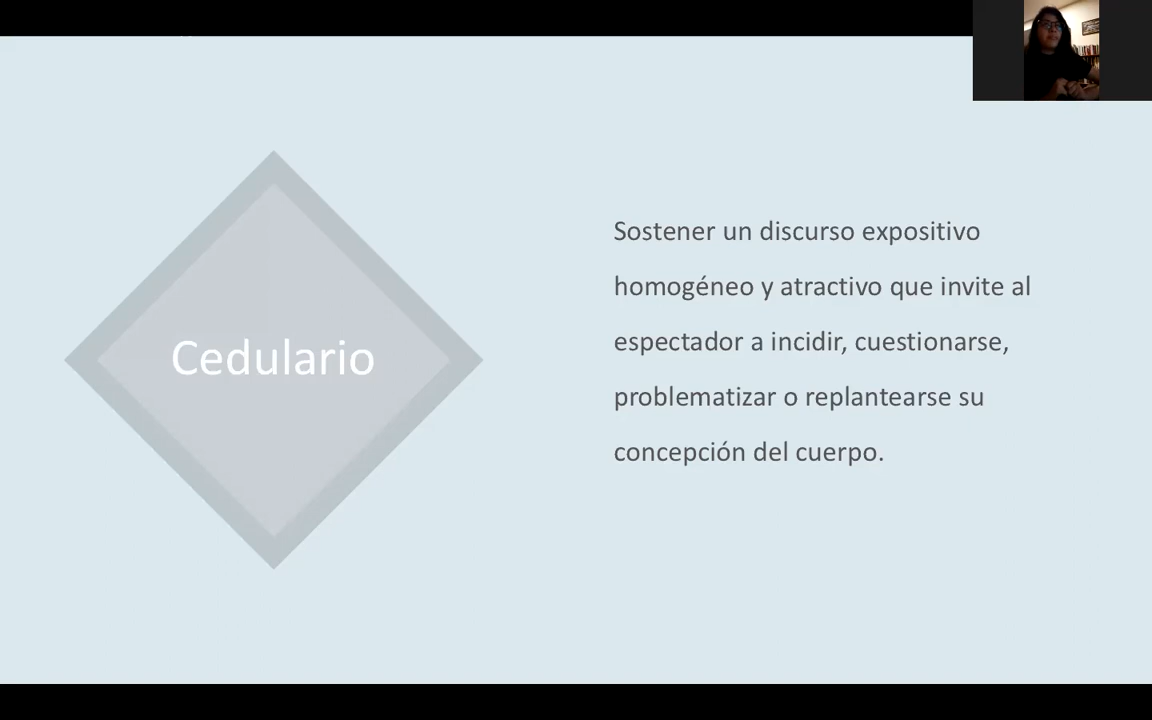 Cedulario
Sostener un discurso expositivo
homogéneo y atractivo que invite al
espectador a incidir, cuestionarse,
problematizar o replantearse su
concepción del cuerpo.